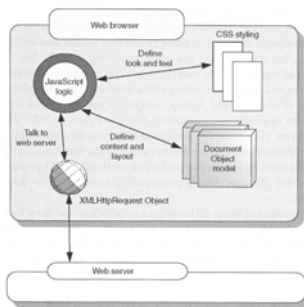 Web browser
CSS styling
Define
look and feel
JavaScript
logic
Talk to
web server
Define
content and
layout
Document
Object
model
XMLHttpRequest Object
Web server